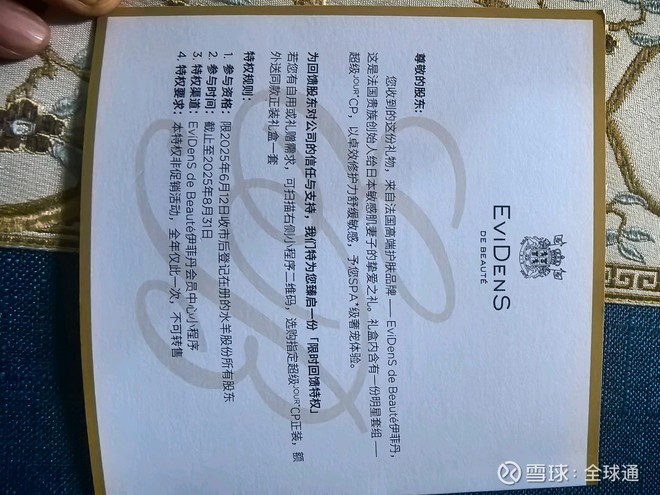 EviDenS
DE BEAUTÉ
尊敬的股东：
您收到的这份礼物，来自法国高端护肤品牌——EviDenS de Beauté伊菲丹，
这是法国贵族创始人给日本敏感肌妻子的挚爱之礼。礼盒内含有一份明星套组——
超级JOUR*CP，以卓效修护力舒缓敏感，予您SPA*级奢宠体验。
为回馈股东对公司的信任与支持，我们特为您臻启一份「限时回馈特权」
若您有自用或礼赠需求，可扫描右侧小程序二维码，选购指定超级JOUR*CP正装，额
外送同款正装礼盒一套
特权规则：
1. 参与资格：限2025年6月12日收市后登记在册的水羊股份所有股东
2. 参与时间：截止至2025年8月31日
3. 特权渠道：EviDenS de Beauté伊菲丹会员中心小程序
4. 特权要求：本特权非促销活动，全年仅此一次，不可转售
雪球：全球通